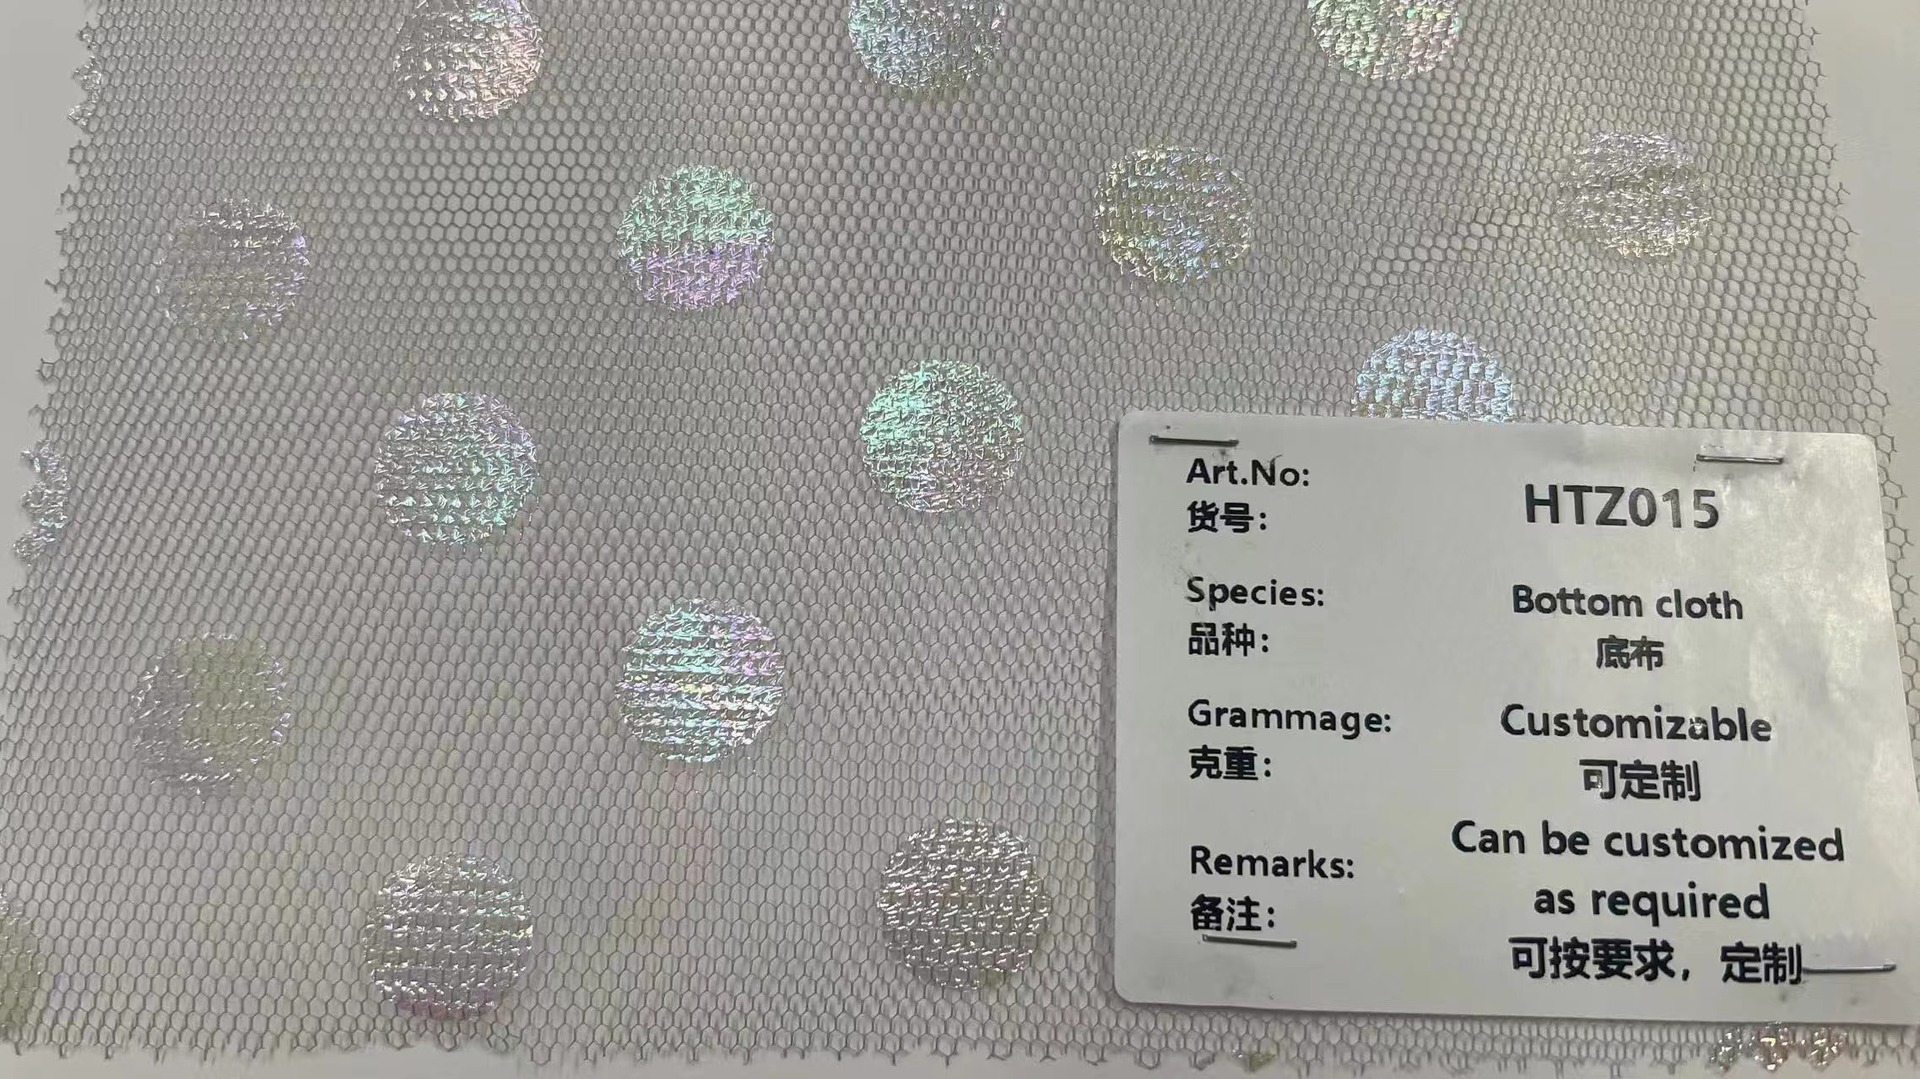 Art.No:
货号:
HTZ015
Species:
品种:
Bottom cloth
底布
Grammage:
克重:
Customizable
可定制
Remarks:
备注:
Can be customized
as required
可按要求，定制